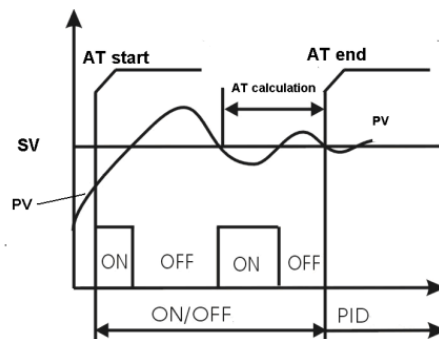 AT start
AT end
AT calculation
PV
SV
PV
ON OFF ON OFF
ON/OFF PID